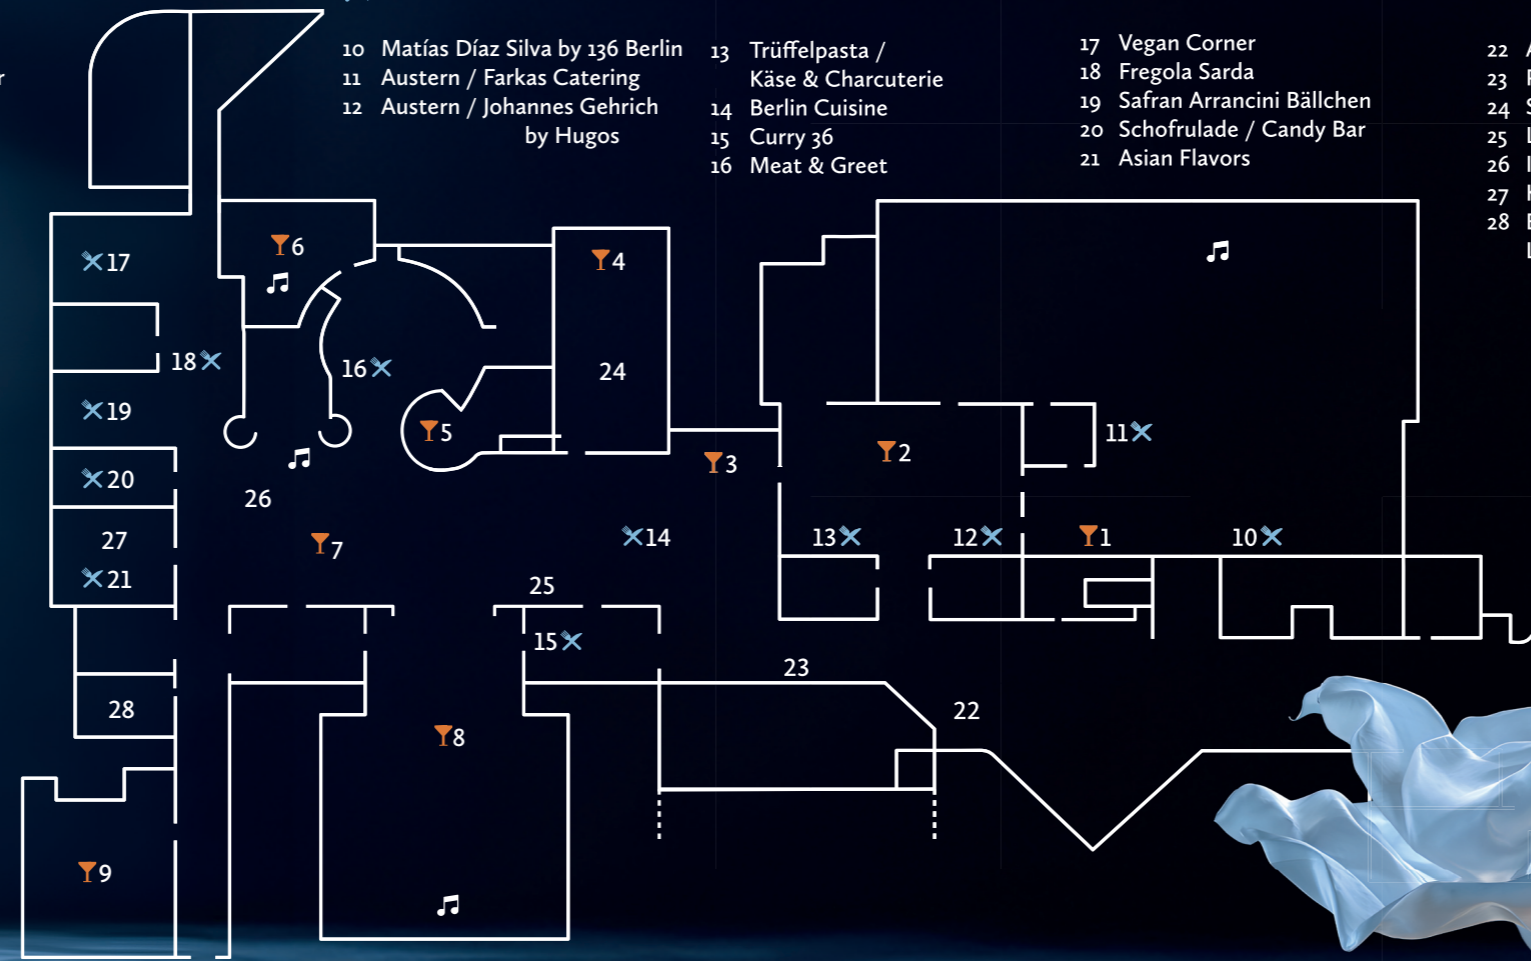 10 Matías Díaz Silva by 136 Berlin
11 Austern / Farkas Catering
12 Austern / Johannes Gehrich
by Hugos
13 Trüffelpasta /
Käse & Charcuterie
14 Berlin Cuisine
15 Curry 36
16 Meat & Greet
17 Vegan Corner
18 Fregola Sarda
19 Safran Arrancini Bällchen
20 Schofrulade / Candy Bar
21 Asian Flavors
22
23
24
25
26
27
28
6
4
17
18
16
24
19
5
11
2
3
20
26
27
7
14
13
12
1
10
21
25
15
23
28
22
8
9